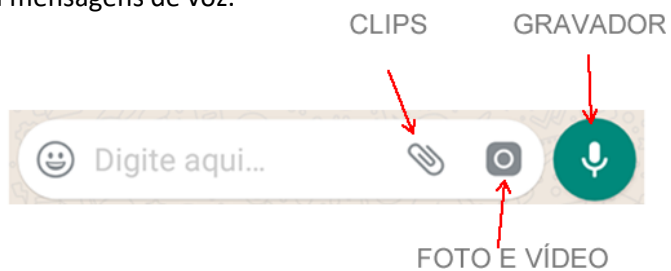 mensagens de voz.
CLIPS GRAVADOR
Digite aqui...
FOTO E VÍDEO